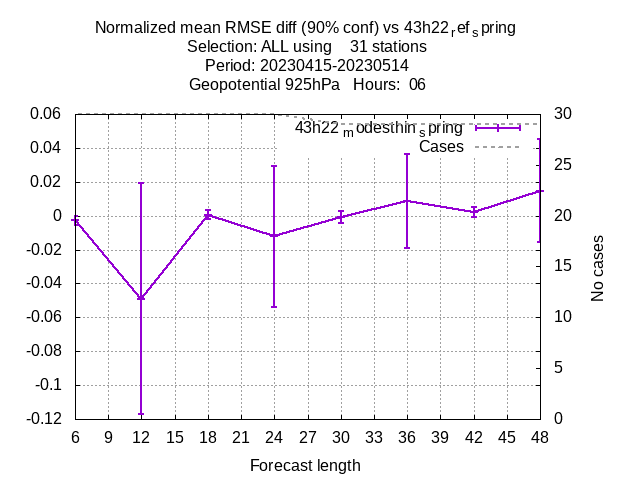 Normalized mean RMSE diff (90% conf) vs 43h22refspring
Selection: ALL using 31 stations
Period: 20230415-20230514
Geopotential 925hPa Hours: 06
43h22modesthinspring
Cases
0.06
0.04
0.02
0
-0.02
-0.04
-0.06
-0.08
-0.1
-0.12
30
25
20
15
10
5
0
No cases
6 9 12 15 18 21 24 27 30 33 36 39 42 45 48
Forecast length